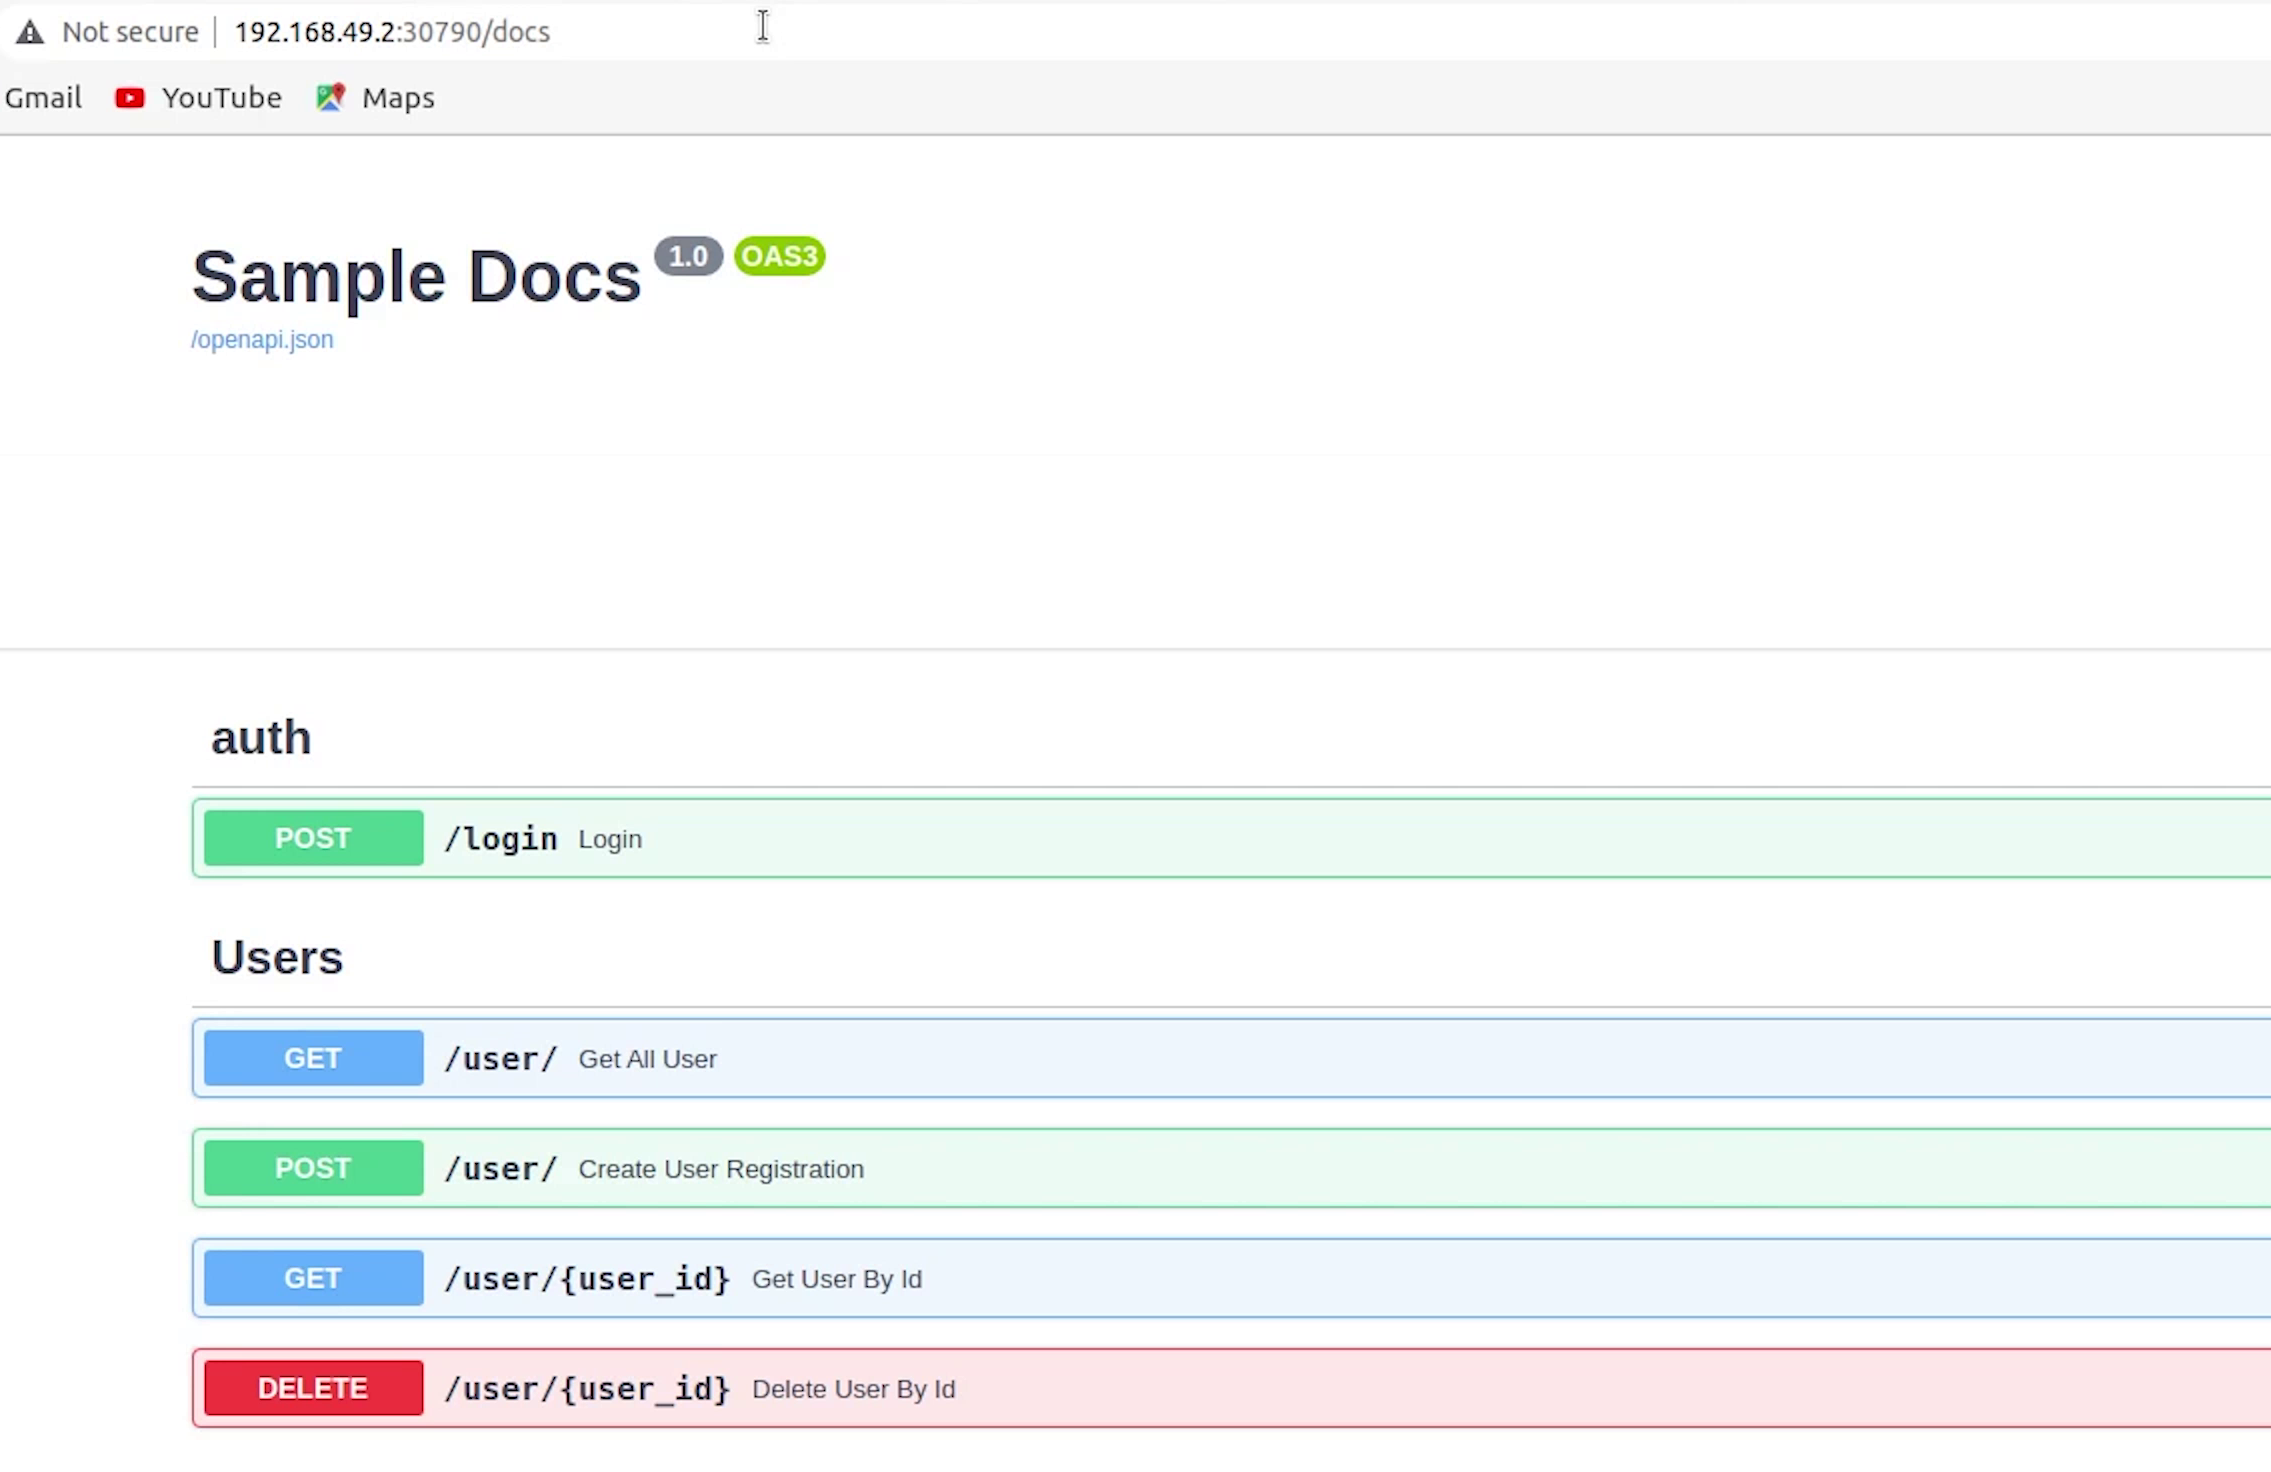 Not secure | 192.168.49.2:30790/docs
Gmail YouTube Maps
Sample Docs 1.0 OAS3
/openapi.json
auth
POST /login Login
Users
GET /user/ Get All User
POST /user/ Create User Registration
GET /user/{user_id} Get User By Id
DELETE /user/{user_id} Delete User By Id